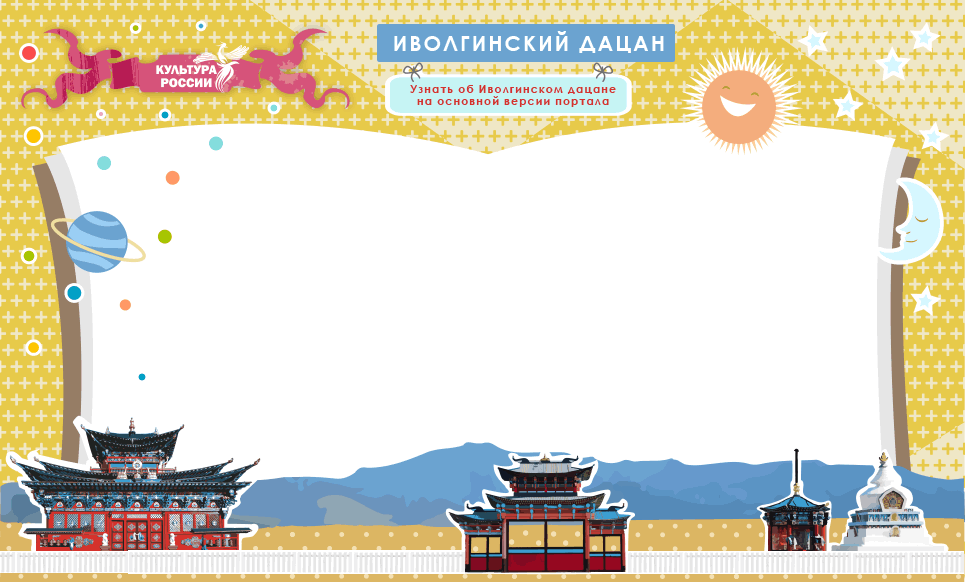 ИВОЛГИНСКИЙ ДАЦАН
КУЛЬТУРА
РОССИИ
Узнать об Иволгинском дацане
на основной версии портала